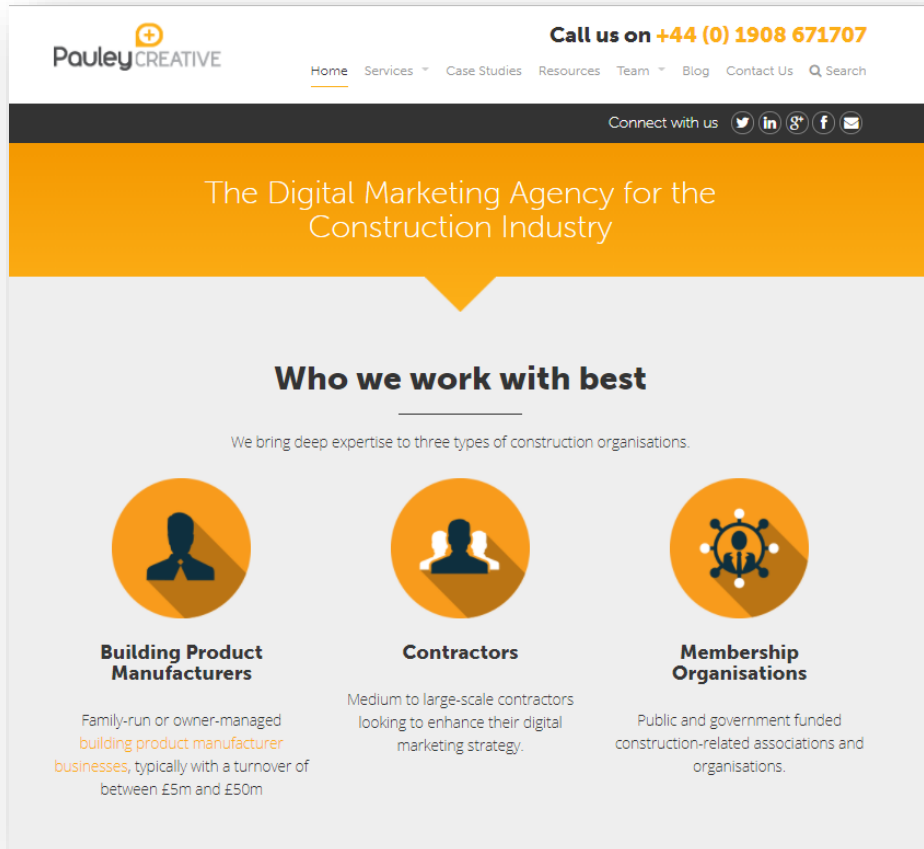 Pauley CREATIVE
Call us on +44 (0) 1908 671707
Home Services Case Studies Resources Team Blog Contact Us Search
Connect with us
The Digital Marketing Agency for the
Construction Industry
Who we work with best
We bring deep expertise to three types of construction organisations.
Building Product
Manufacturers
Family-run or owner-managed
building product manufacturer
businesses, typically with a turnover of
between £5m and £50m
Contractors
Medium to large-scale contractors
looking to enhance their digital
marketing strategy.
Membership
Organisations
Public and government funded
construction-related associations and
organisations.